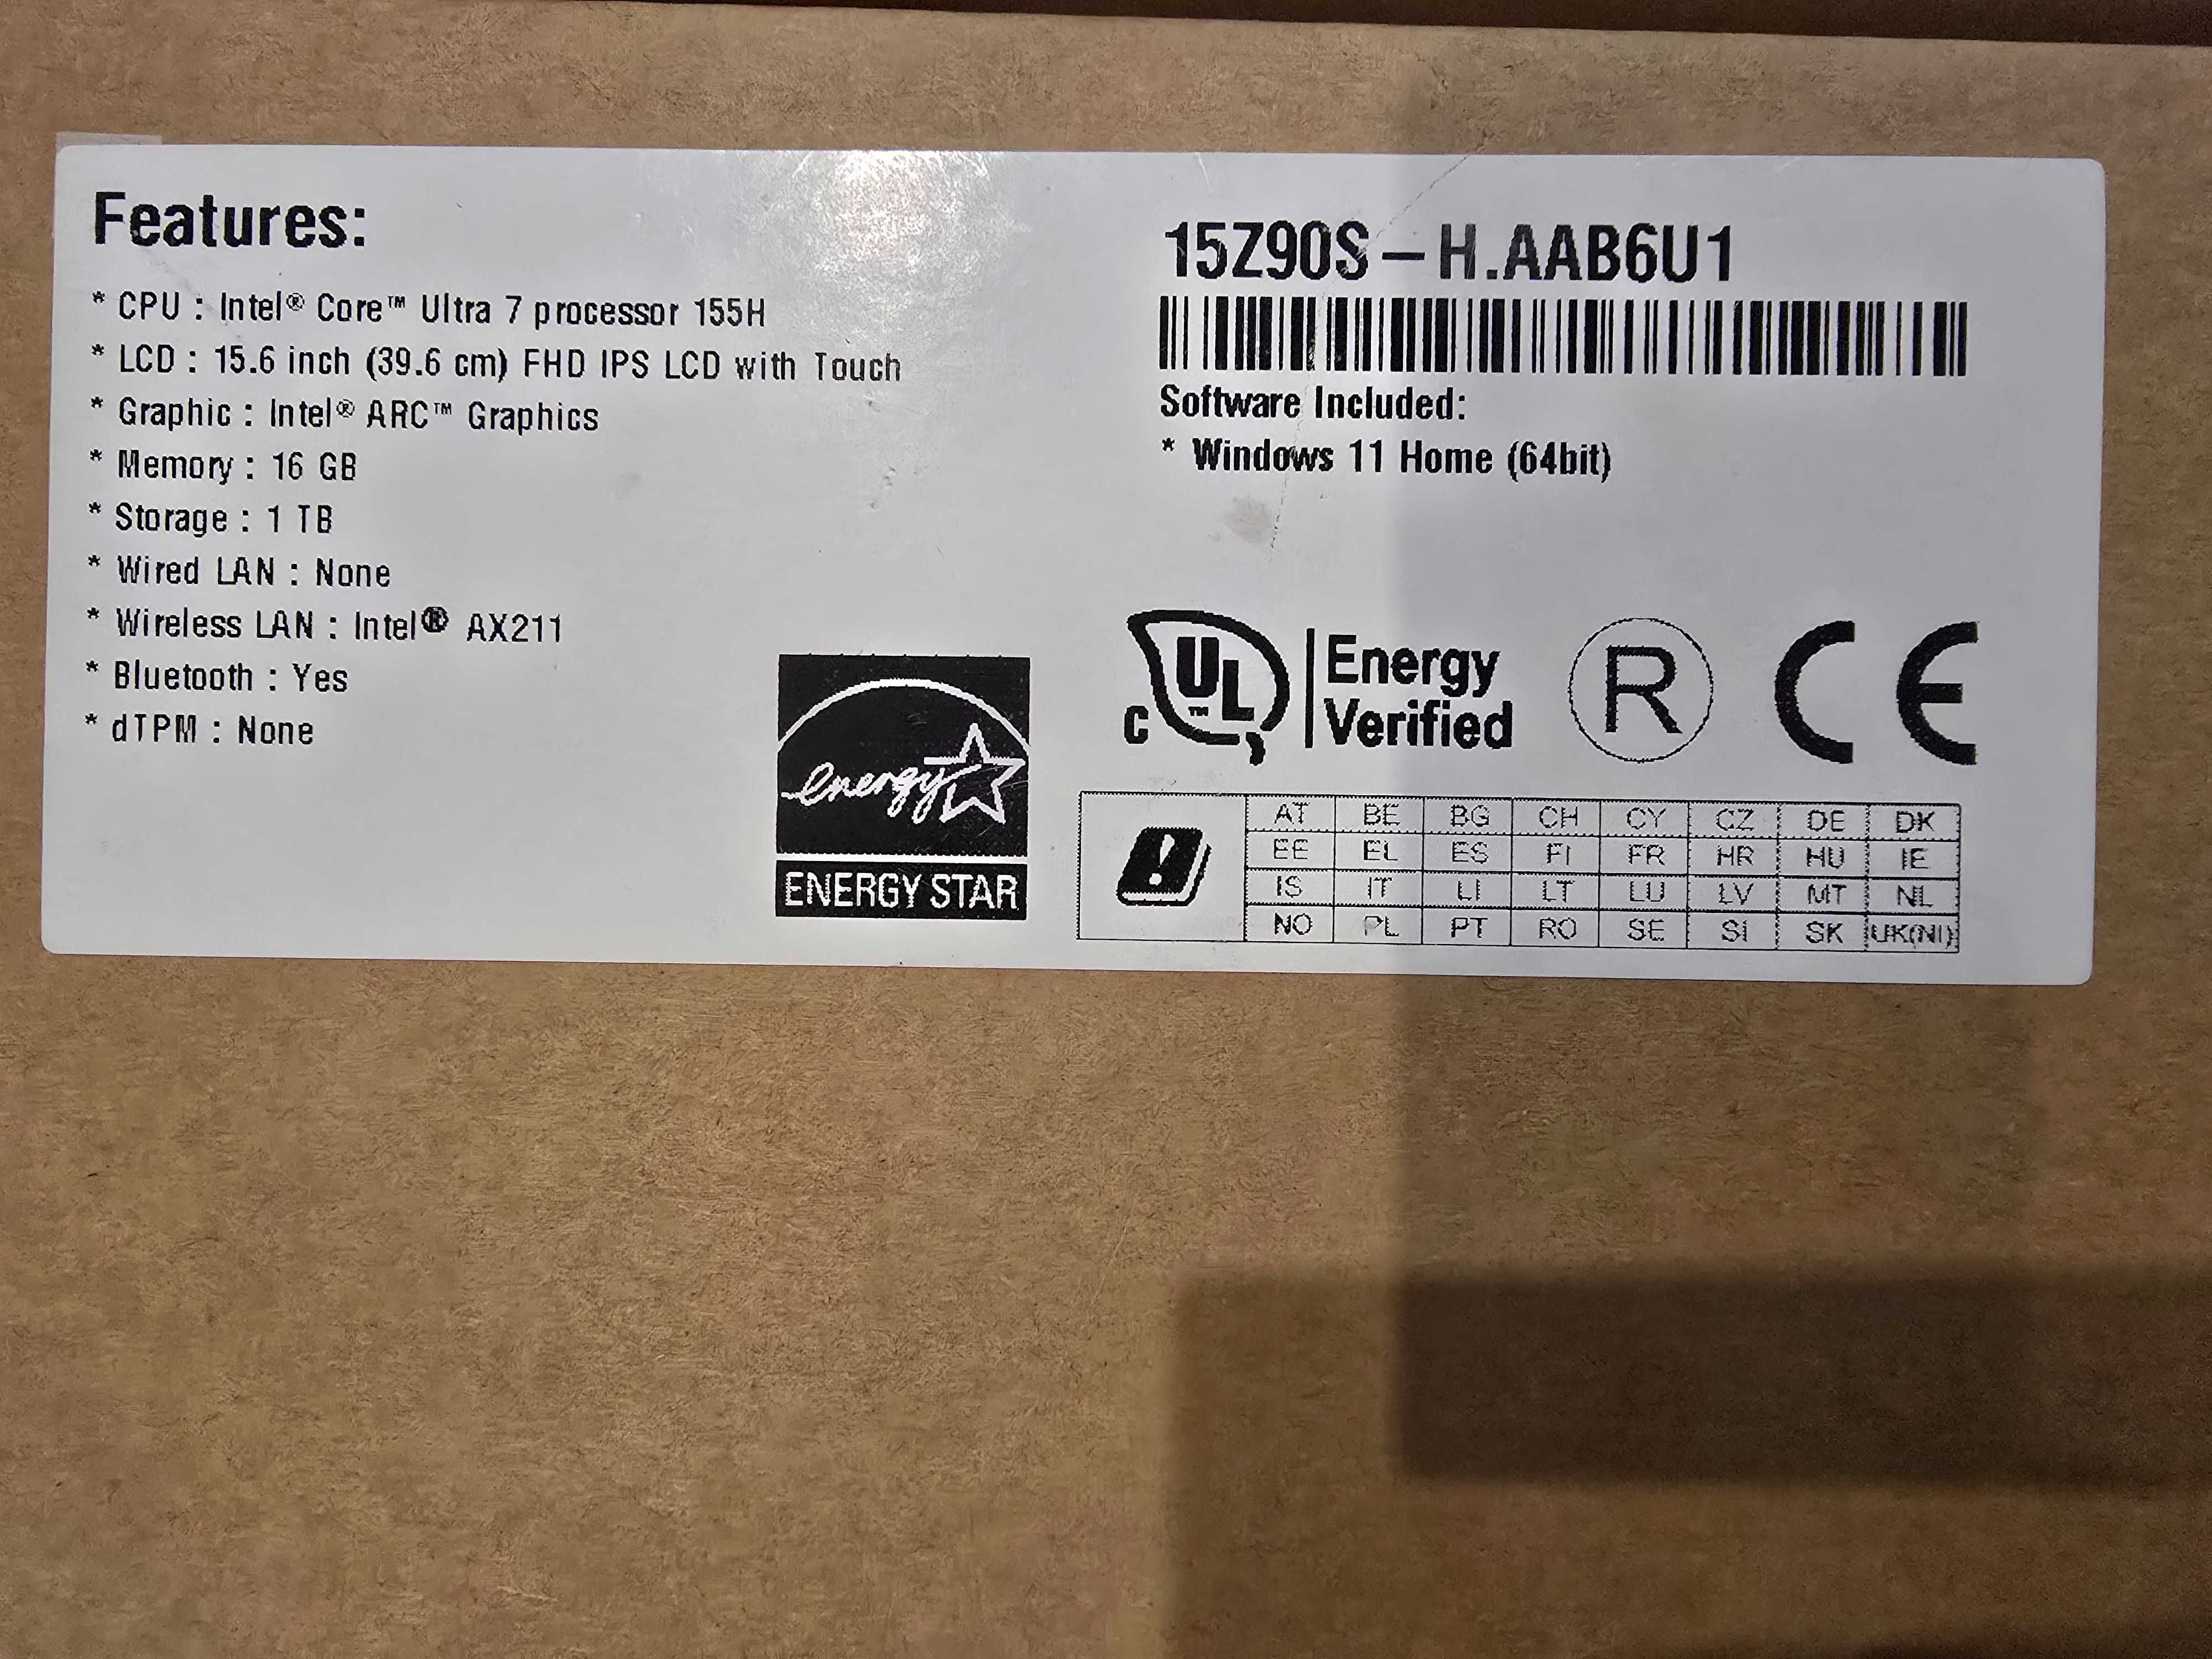 Features:
* CPU : Intel® Core™ Ultra 7 processor 155H
* LCD : 15.6 inch (39.6 cm) FHD IPS LCD with Touch
* Graphic : Intel® ARC™ Graphics
* Memory : 16 GB
* Storage : 1 TB
* Wired LAN : None
* Wireless LAN : Intel® AX211
* Bluetooth : Yes
* dTPM : None
energy
ENERGY STAR
15Z90S-H.AAB6U1
Software Included:
* Windows 11 Home (64bit)
C UL™ Energy
Verified
R
CE
!
AT BE BG CH CY CZ DE DK
EE EL ES FI FR HR HU IE
IS IT LI LT LU LV MT NL
NO PL PT RO SE SI SK UK(NI)